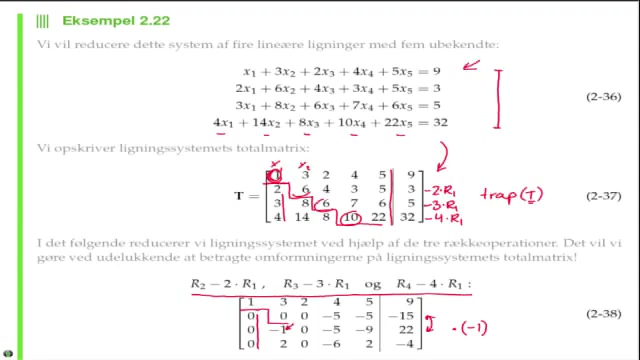 Eksempel 2.22
Vi vil reducere dette system af fire lineære ligninger med fem ubekendte:
x1 + 3x2 + 2x3 + 4x4 + 5x5 = 9
2x1 + 6x2 + 4x3 + 3x4 + 5x5 = 3
3x1 + 8x2 + 6x3 + 7x4 + 6x5 = 5
4x1 + 14x2 + 8x3 + 10x4 + 22x5 = 32
(2-36)
Vi opskriver ligningssystemets totalmatrix:
x1 x2
1 3 2 4 5 9
2 6 4 3 5 3 -2·R1
T = 3 8 6 7 6 5 -3·R1
4 14 8 10 22 32 -4·R1
trap(T)
(2-37)
I det følgende reducerer vi ligningssystemet ved hjælp af de tre rækkeoperationer. Det vil vi
gøre ved udelukkende at betragte omformningerne på ligningssystemets totalmatrix!
R2 − 2 · R1 , R3 − 3 · R1 og R4 − 4 · R1 :
1 3 2 4 5 9
0 0 0 −5 −5 −15
0 −1 0 −5 −9 −22
0 2 0 −6 2 −4
·(-1)
(2-38)